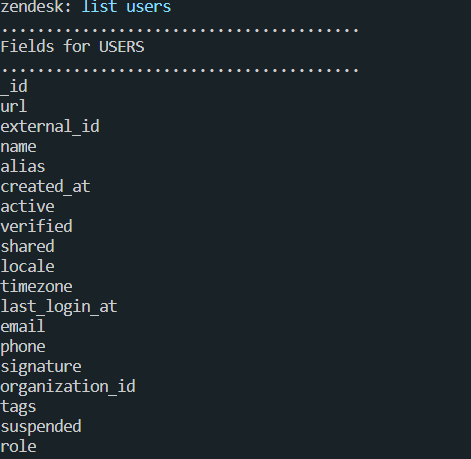 zendesk: list users
.......................................
Fields for USERS
.......................................
_id
url
external_id
name
alias
created_at
active
verified
shared
locale
timezone
last_login_at
email
phone
signature
organization_id
tags
suspended
role